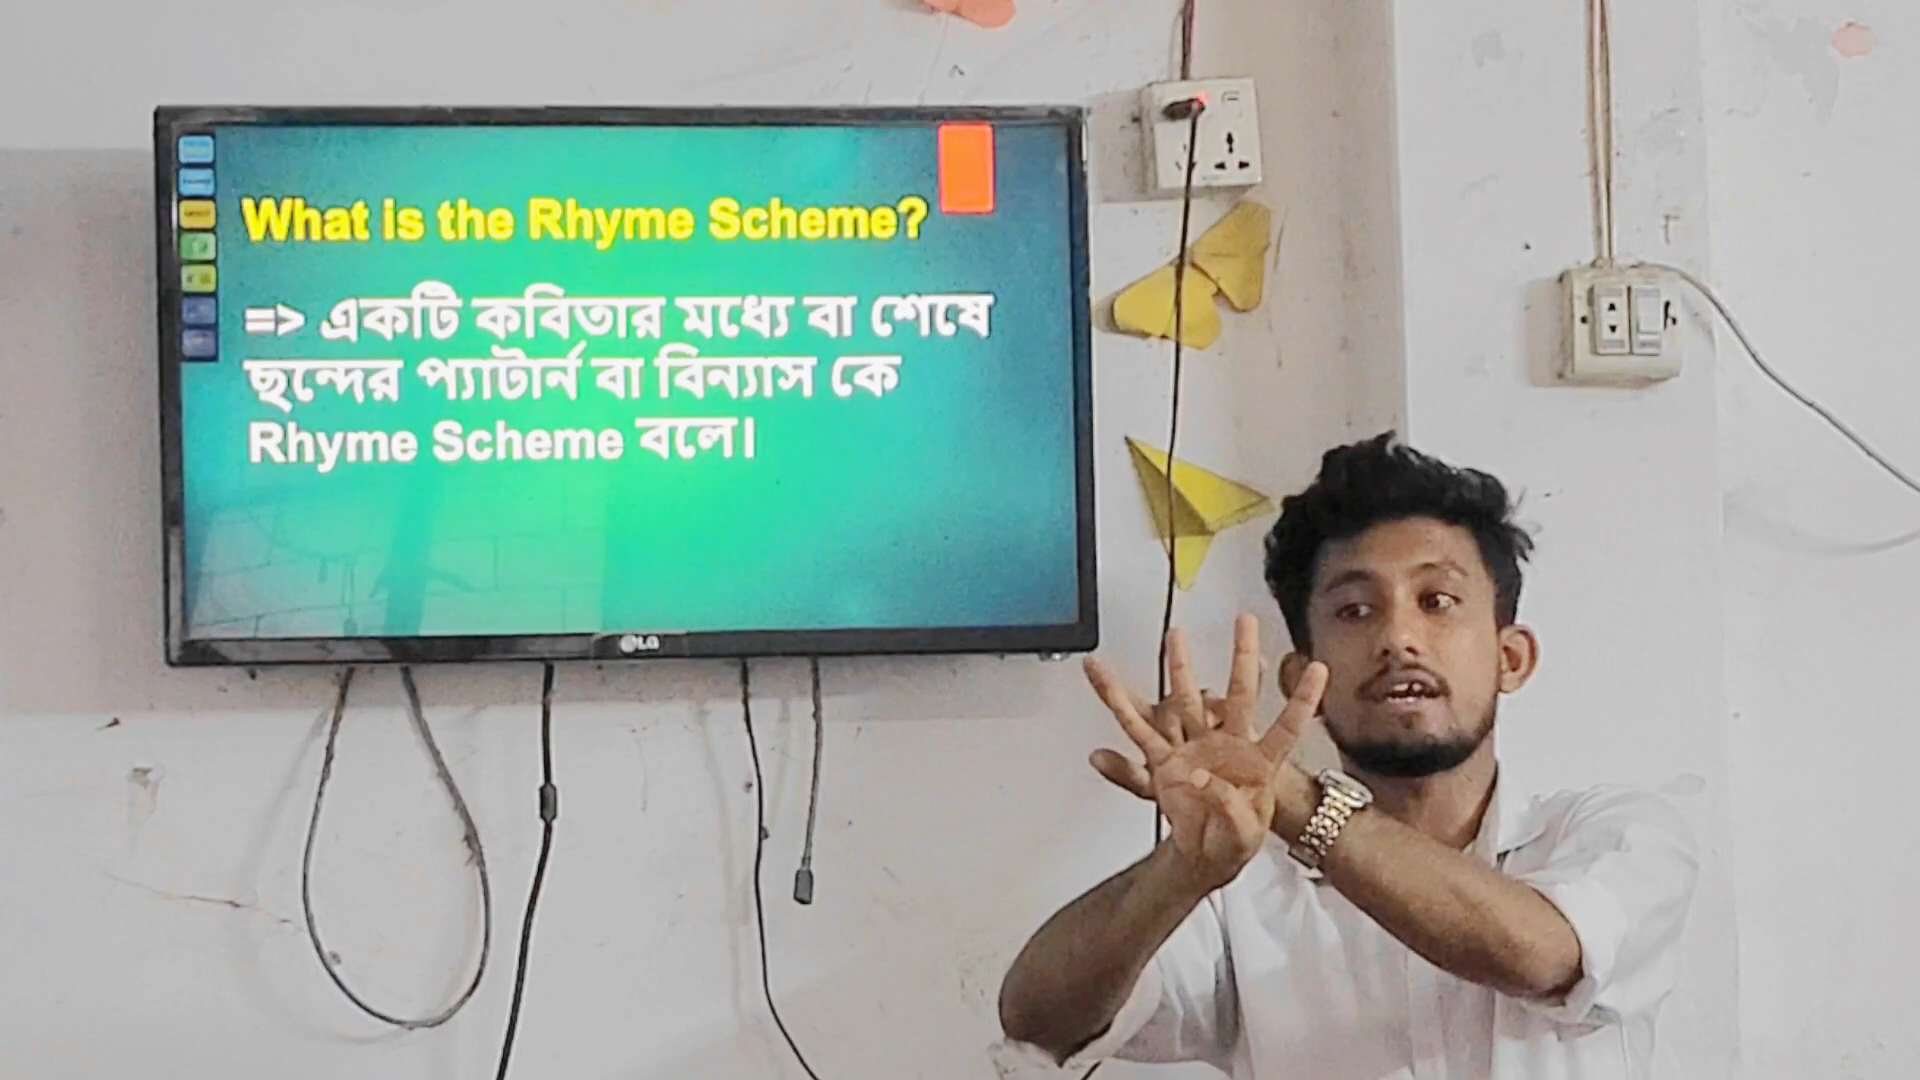 What is the Rhyme Scheme?
=> একটি কবিতার মধ্যে বা শেষে
ছন্দের প্যাটার্ন বা বিন্যাস কে
Rhyme Scheme বলে।
LG